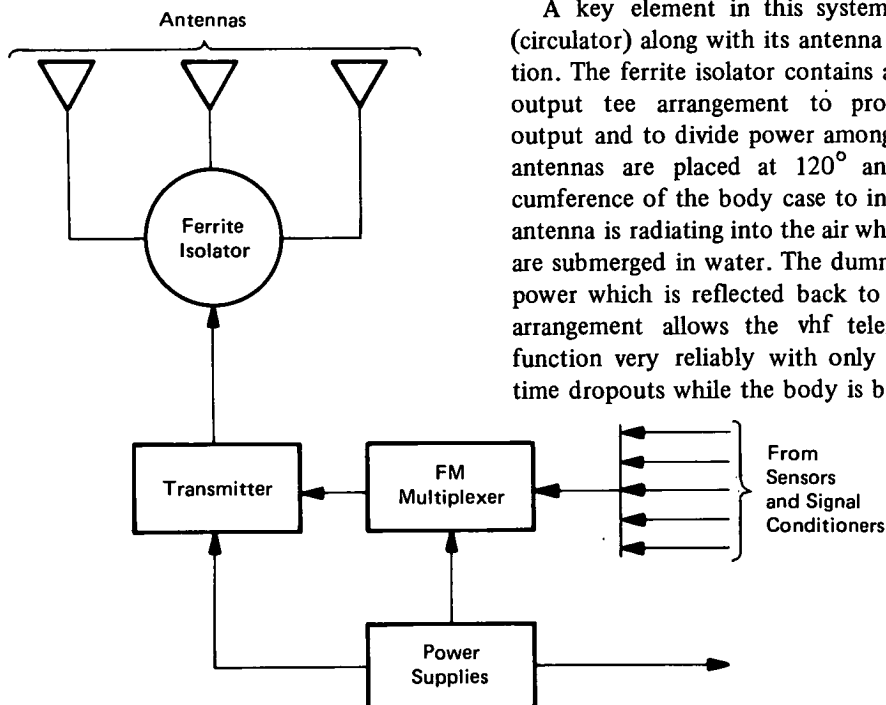 Antennas
Ferrite
Isolator
A key element in this system
(circulator) along with its antenna
tion. The ferrite isolator contains
output tee arrangement to pro
output and to divide power among
antennas are placed at 120° an
cumference of the body case to in
antenna is radiating into the air wh
are submerged in water. The dumm
power which is reflected back to
arrangement allows the vhf tele
function very reliably with only
time dropouts while the body is b
Transmitter
FM
Multiplexer
From
Sensors
and Signal
Conditioners
Power
Supplies